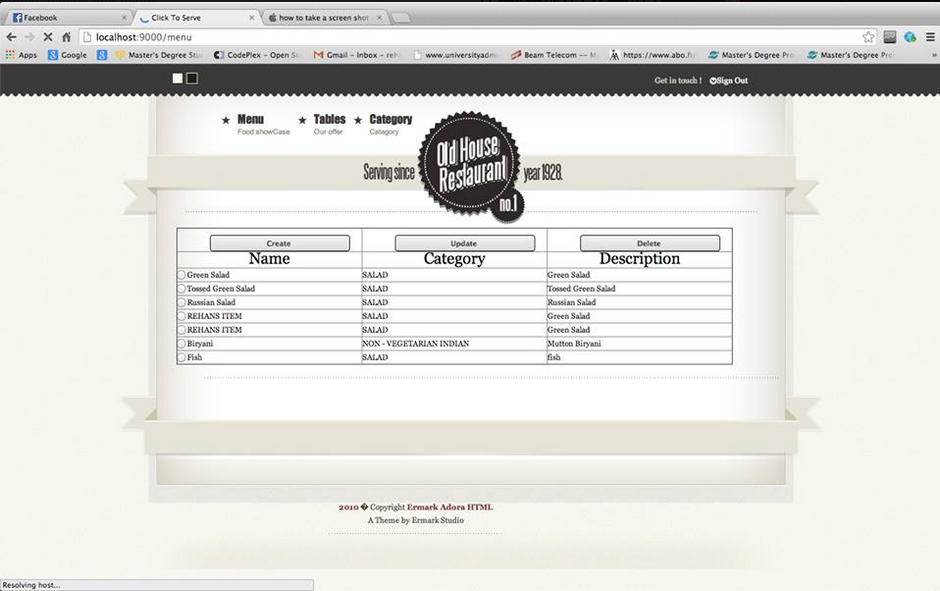 Facebook
Click To Serve
how to take a screen shot
localhost:9000/menu
Apps
Google
Master's Degree Stu
CodePlex - Open S
Gmail - Inbox - reh
www.universityadm
Beam Telecom -- M
https://www.abo.fi/
Master's Degree Pro
Master's Degree Pro
Get in touch !
Sign Out
Menu
Food showCase
Tables
Our offer
Category
Category
Serving since
Old House
Restaurant
no.1
year 1928.
Create
Update
Delete
Name
Category
Description
Green Salad SALAD Green Salad
Tossed Green Salad SALAD Tossed Green Salad
Russian Salad SALAD Russian Salad
REHANS ITEM SALAD Green Salad
REHANS ITEM SALAD Green Salad
Biryani NON - VEGETARIAN INDIAN Mutton Biryani
Fish SALAD fish
2010 � Copyright Ermark Adora HTML
A Theme by Ermark Studio
Resolving host...